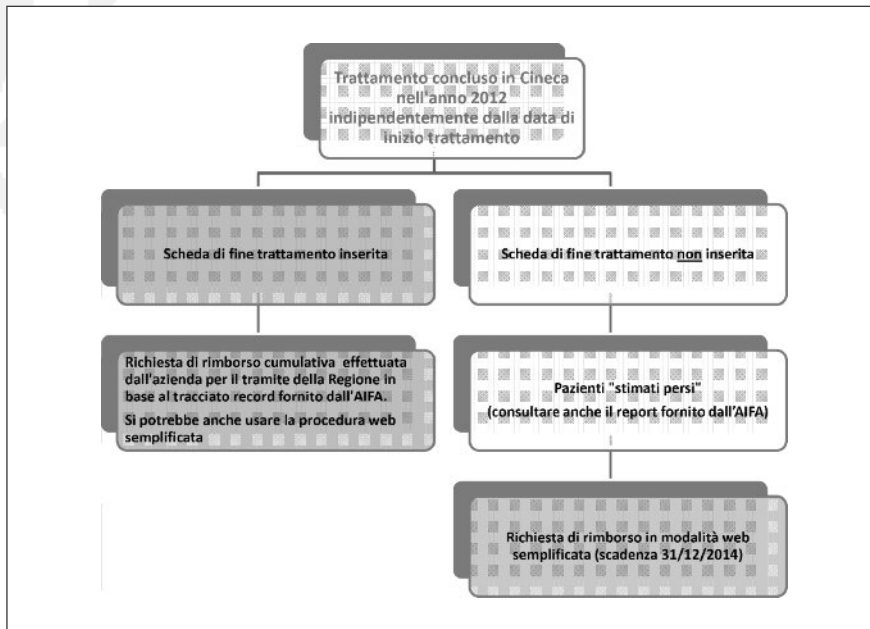 Trattamento concluso in Cineca
nell'anno 2012
indipendentemente dalla data di
inizio trattamento
Scheda di fine trattamento inserita
Scheda di fine trattamento non inserita
Richiesta di rimborso cumulativa effettuata
dall'azienda per il tramite della Regione in
base al tracciato record fornito dall'AIFA.
Si potrebbe anche usare la procedura web
semplificata
Pazienti "stimati persi"
(consultare anche il report fornito dall'AIFA)
Richiesta di rimborso in modalità web
semplificata (scadenza 31/12/2014)